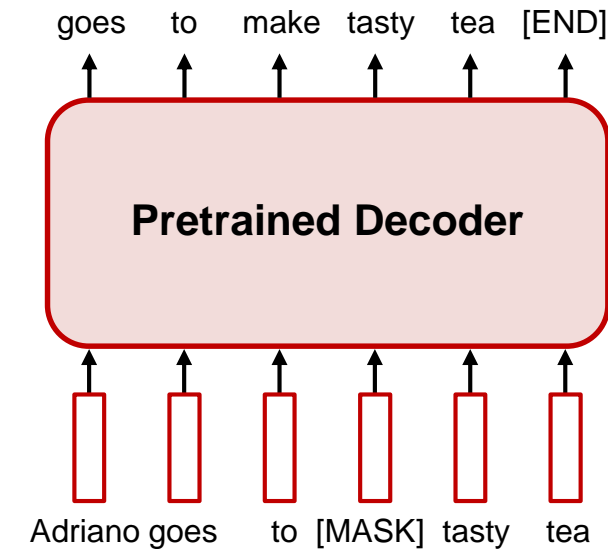 goes to make tasty tea [END]
Pretrained Decoder
Adriano goes to [MASK] tasty tea